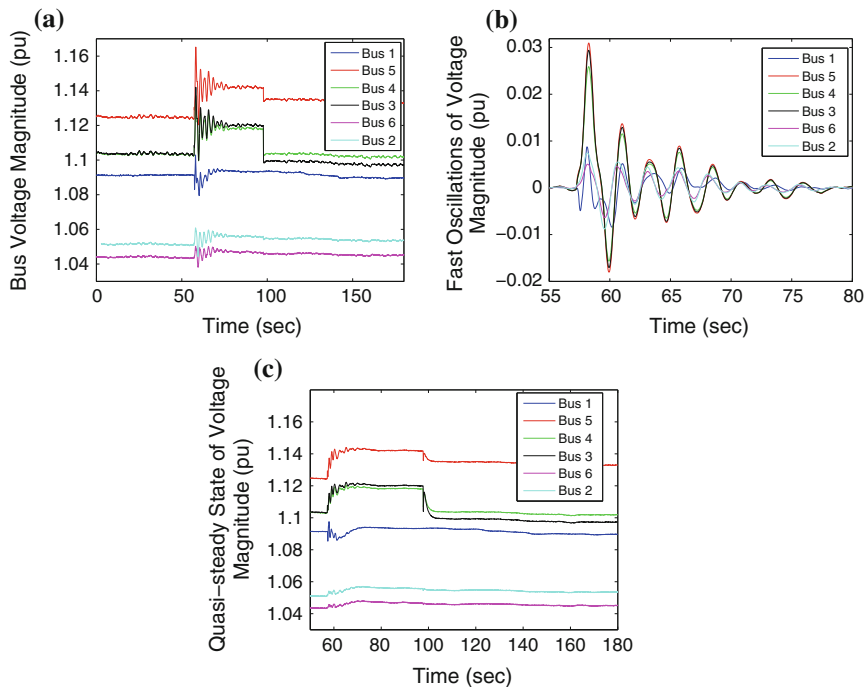 (a)
Bus Voltage Magnitude (pu)
1.16
1.14
1.12
1.1
1.08
1.06
1.04
0
50
100
150
Time (sec)
Bus 1
Bus 5
Bus 4
Bus 3
Bus 6
Bus 2
(b)
Fast Oscillations of Voltage
Magnitude (pu)
0.03
0.02
0.01
0
−0.01
−0.02
55
60
65
70
75
80
Time (sec)
Bus 1
Bus 5
Bus 4
Bus 3
Bus 6
Bus 2
(c)
Quasi−steady State of Voltage
Magnitude (pu)
1.16
1.14
1.12
1.1
1.08
1.06
1.04
60
80
100
120
140
160
180
Time (sec)
Bus 1
Bus 5
Bus 4
Bus 3
Bus 6
Bus 2